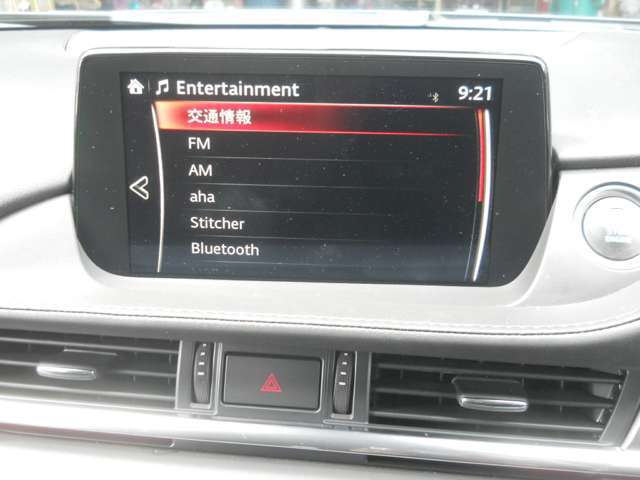 Entertainment 9:21
交通情報
FM
AM
aha
Stitcher
Bluetooth